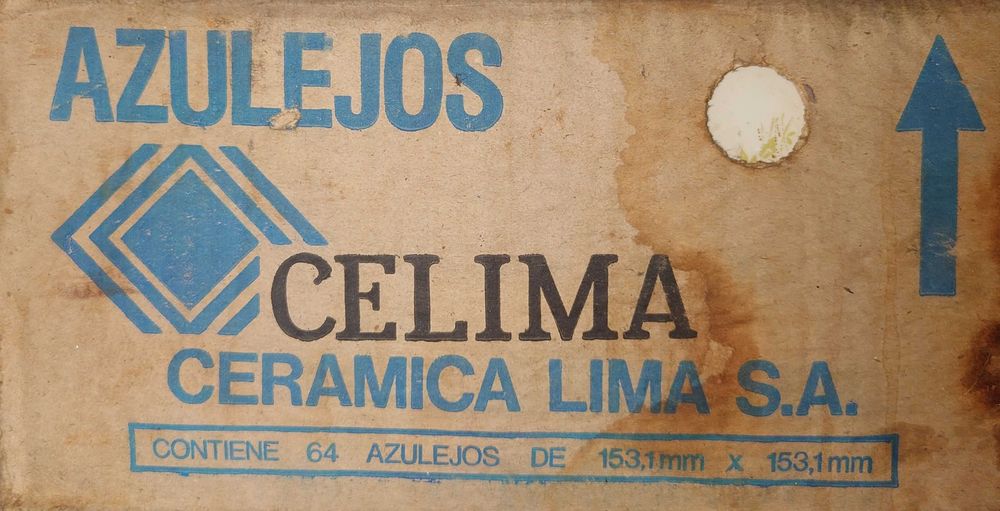 AZULEJOS
CELIMA
CERAMICA LIMA S.A.
CONTIENE 64 AZULEJOS DE 153,1mm x 153,1mm